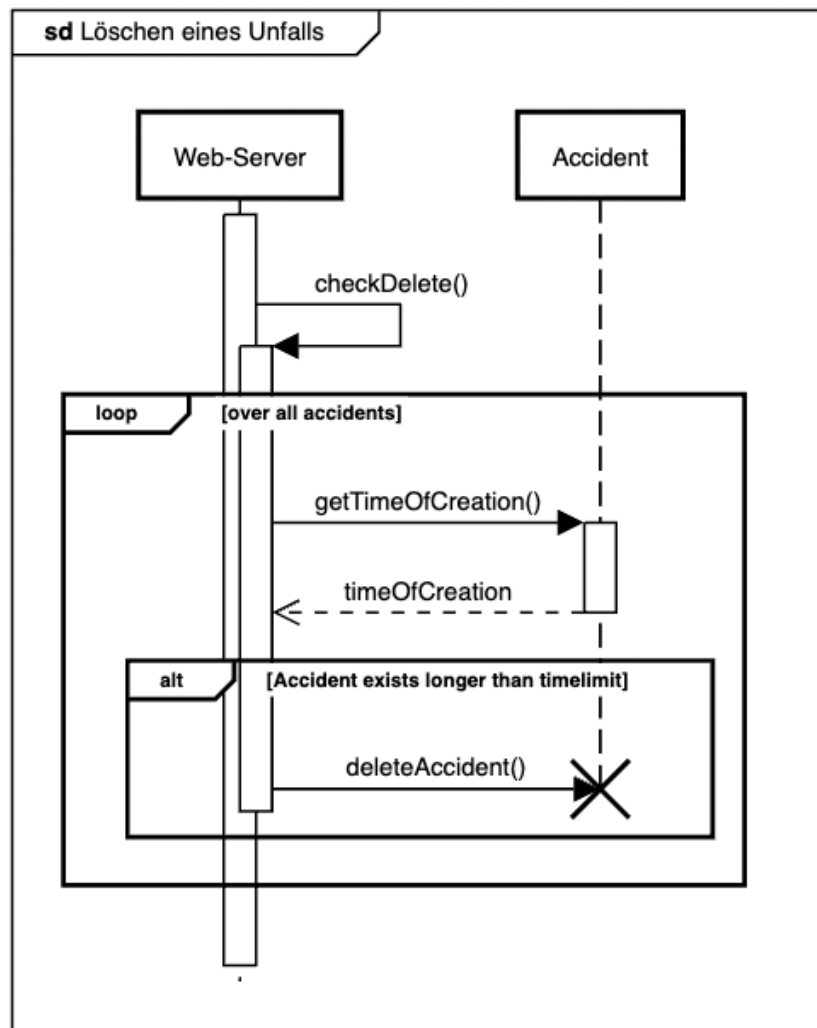 sd Löschen eines Unfalls
Web-Server
Accident
checkDelete()
loop
[over all accidents]
getTimeOfCreation()
timeOfCreation
alt
[Accident exists longer than timelimit]
deleteAccident()